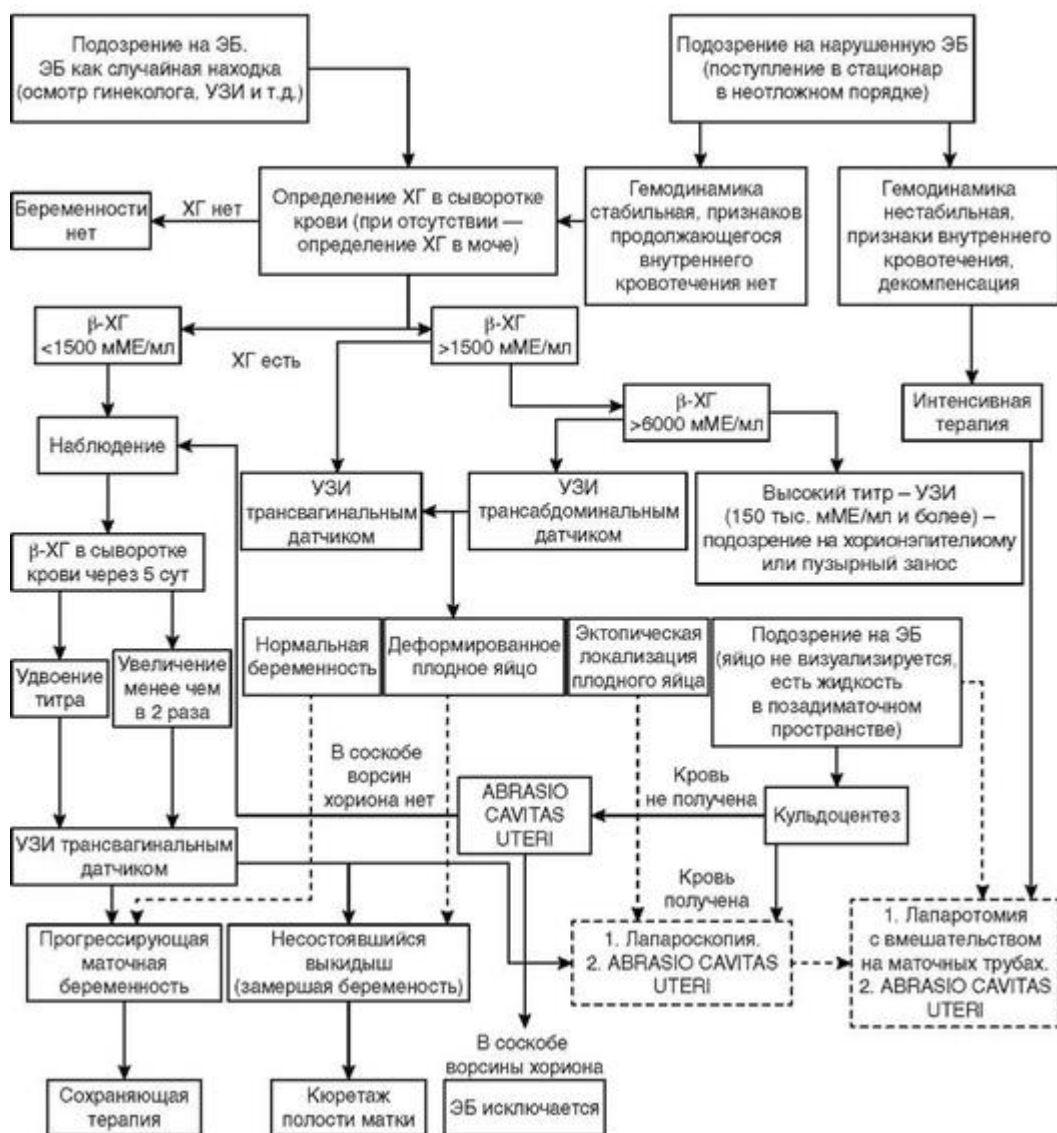 Подозрение на ЭБ.
ЭБ как случайная находка
(осмотр гинеколога, УЗИ и т.д.)
Подозрение на нарушенную ЭБ
(поступление в стационар
в неотложном порядке)
Беременности
нет
ХГ нет
Определение ХГ в сыворотке
крови (при отсутствии —
определение ХГ в моче)
Гемодинамика
стабильная, признаков
продолжающегося
внутреннего
кровотечения нет
Гемодинамика
нестабильная,
признаки внутреннего
кровотечения,
декомпенсация
β-ХГ
<1500 мМЕ/мл
ХГ есть
β-ХГ
>1500 мМЕ/мл
β-ХГ
>6000 мМЕ/мл
Интенсивная
терапия
Наблюдение
УЗИ
трансвагинальным
датчиком
УЗИ
трансабдоминальным
датчиком
Высокий титр – УЗИ
(150 тыс. мМЕ/мл и более) –
подозрение на хорионэпителиому
или пузырный занос
β-ХГ в сыворотке
крови через 5 сут
Нормальная
беременность
Деформированное
плодное яйцо
Эктопическая
локализация
плодного яйца
Подозрение на ЭБ
(яйцо не визуализируется,
есть жидкость
в позадиматочном
пространстве)
Удвоение
титра
Увеличение
менее чем
в 2 раза
В соскобе
ворсин
хориона нет
ABRASIO
CAVITAS
UTERI
Кровь
не получена
Кульдоцентез
УЗИ трансвагинальным
датчиком
Кровь
получена
Прогрессирующая
маточная
беременность
Несостоявшийся
выкидыш
(замершая беременость)
1. Лапароскопия.
2. ABRASIO CAVITAS
UTERI
1. Лапаротомия
с вмешательством
на маточных трубах.
2. ABRASIO CAVITAS
UTERI
В соскобе
ворсины хориона
Сохраняющая
терапия
Кюретаж
полости матки
ЭБ исключается